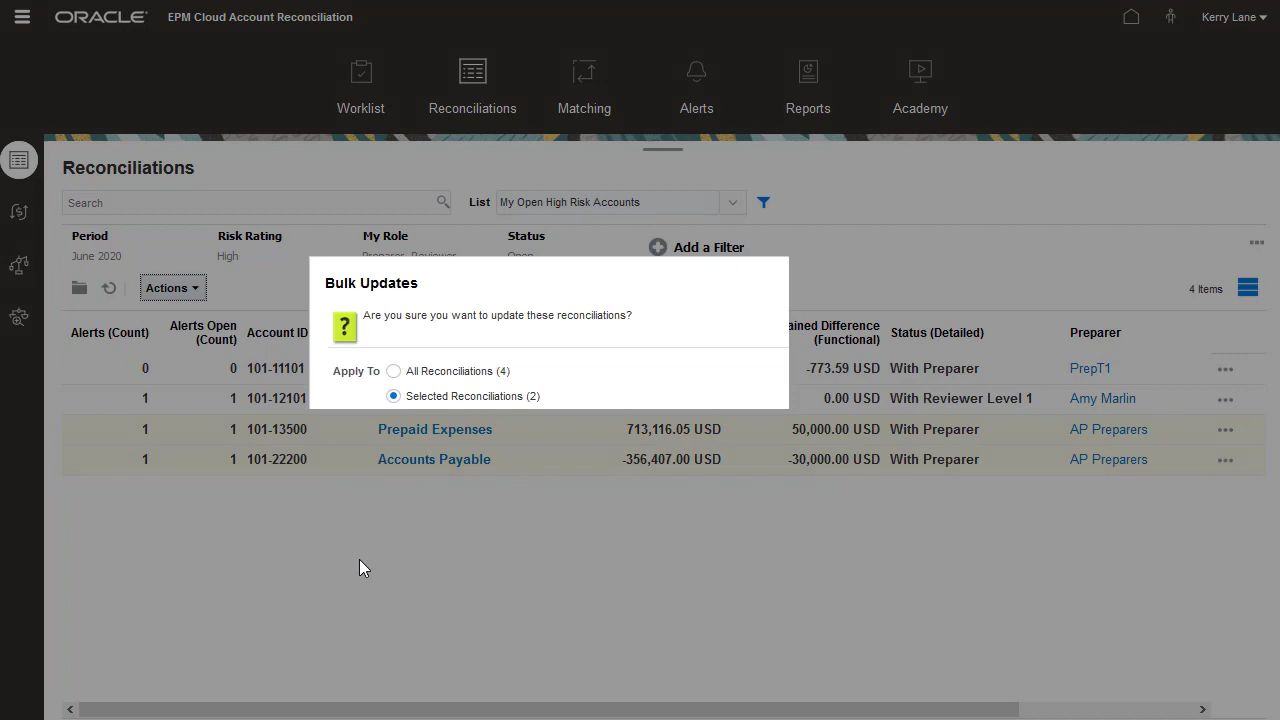 ORACLE EPM Cloud Account Reconciliation Kerry Lane
Worklist Reconciliations Matching Alerts Reports Academy
Reconciliations
Search List My Open High Risk Accounts
Period Risk Rating My Role Status Add a Filter
June 2020 High Preparer, Reviewer Open
Actions 4 Items
Bulk Updates
? Are you sure you want to update these reconciliations?
Apply To All Reconciliations (4)
Selected Reconciliations (2)
Alerts (Count) Alerts Open (Count) Account ID ained Difference (Functional) Status (Detailed) Preparer
0 0 101-11101 -773.59 USD With Preparer PrepT1
1 1 101-12101 0.00 USD With Reviewer Level 1 Amy Marlin
1 1 101-13500 Prepaid Expenses 713,116.05 USD 50,000.00 USD With Preparer AP Preparers
1 1 101-22200 Accounts Payable -356,407.00 USD -30,000.00 USD With Preparer AP Preparers